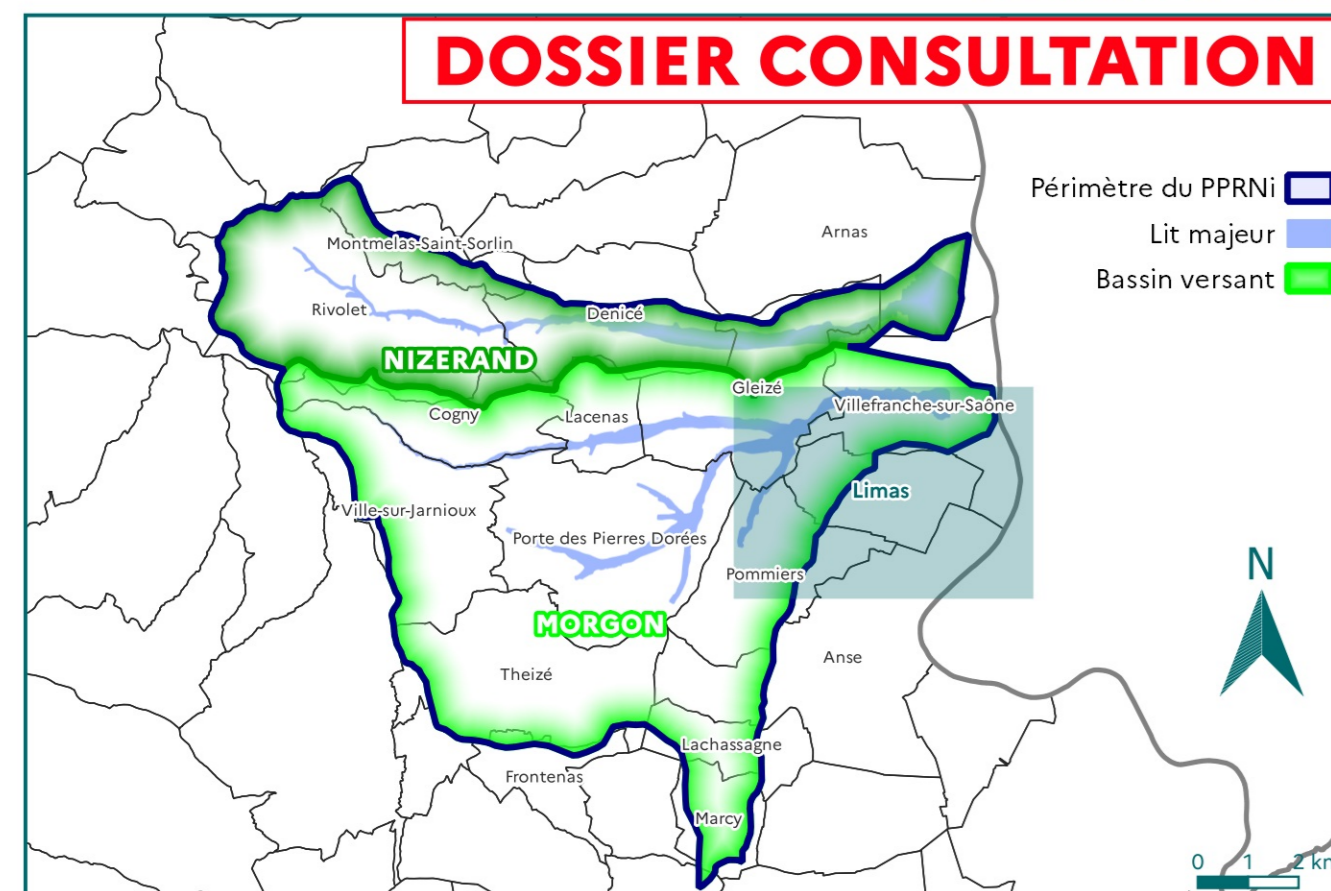 DOSSIER CONSULTATION
Périmètre du PPRNi
Lit majeur
Bassin versant
Arnas
Montmelas-Saint-Sorlin
Rivolet
Denicé
NIZERAND
Gleizé
Cogny
Lacenas
Villefranche-sur-Saône
Limas
Ville-sur-Jarnioux
Porte des Pierres Dorées
Pommiers
N
MORGON
Anse
Theizé
Lachassagne
Frontenas
Marcy
0 1 2 km